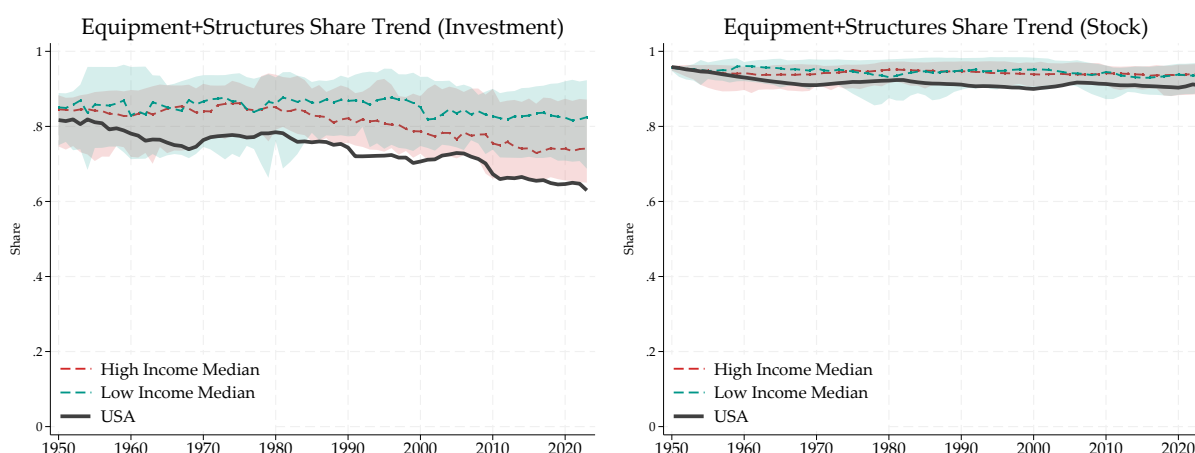 Equipment+Structures Share Trend (Investment)
1
.8
.6
.4
.2
0
Share
High Income Median
Low Income Median
USA
1950 1960 1970 1980 1990 2000 2010 2020
Equipment+Structures Share Trend (Stock)
1
.8
.6
.4
.2
0
Share
High Income Median
Low Income Median
USA
1950 1960 1970 1980 1990 2000 2010 2020